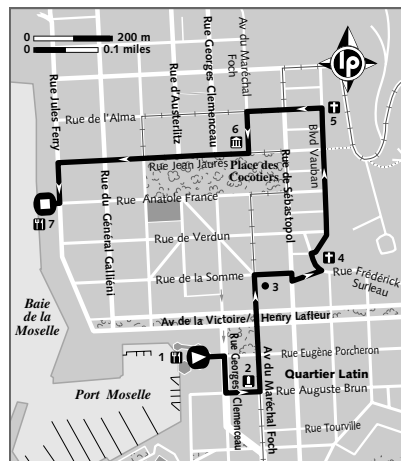 0 200 m
0 0.1 miles
lp
Rue Jules Ferry
Rue d'Austerlitz
Rue Georges Clemenceau
Av du Maréchal
Foch
Rue de l'Alma
6
5
Blvd Vauban
Rue Jean Jaurès
Place des
Cocotiers
Rue de Sébastopol
Rue du Général Galliéni
Rue Anatole France
7
Rue de Verdun
4
Rue de la Somme
3
Rue Frédérick
Surleau
Baie
de la
Moselle
Av de la Victoire/ Henry Lafleur
1
2
Rue Georges
Clemenceau
Av du Maréchal Foch
Rue Eugène Porcheron
Quartier Latin
Rue Auguste Brun
Port Moselle
Rue Tourville